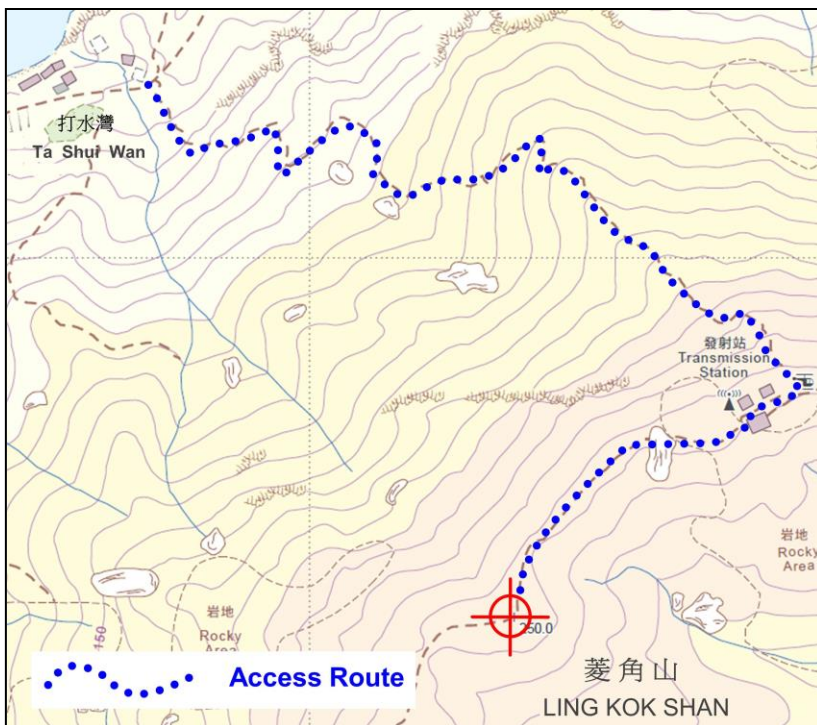 打水灣
Ta Shui Wan
發射站
Transmission
Station
岩地
Rocky
Area
岩地
Rocky
Area
150
250.0
菱角山
LING KOK SHAN
Access Route